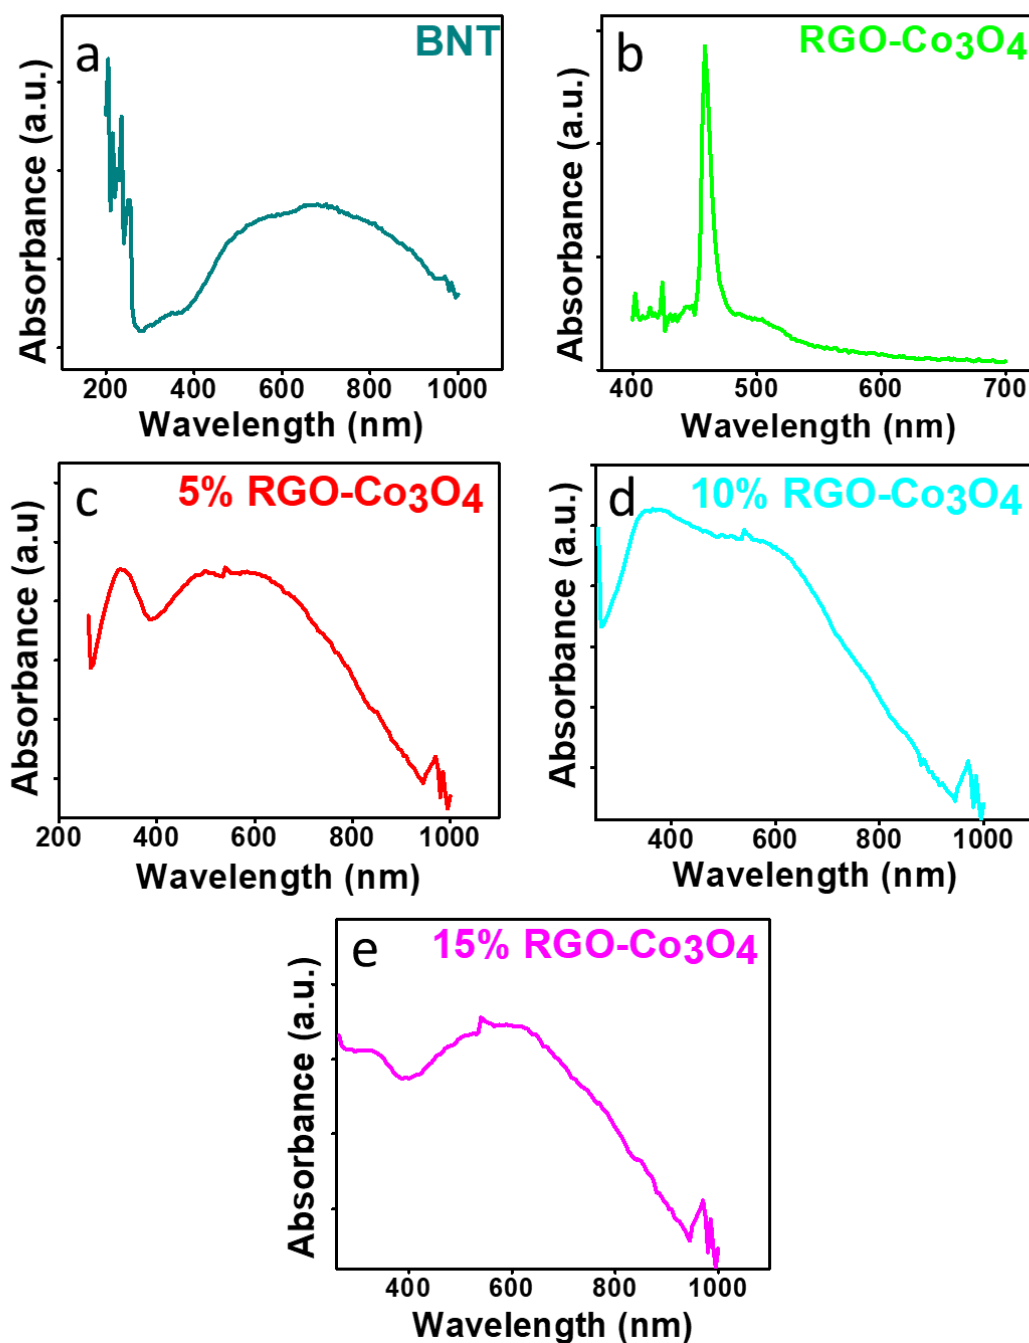 a
BNT
Absorbance (a.u.)
200 400 600 800 1000
Wavelength (nm)
b
RGO-Co3O4
Absorbance (a.u.)
400 500 600 700
Wavelength (nm)
c
5% RGO-Co3O4
Absorbance (a.u)
200 400 600 800 1000
Wavelength (nm)
d
10% RGO-Co3O4
Absorbance (a.u.)
400 600 800 1000
Wavelength (nm)
e
15% RGO-Co3O4
Absorbance (a.u.)
400 600 800 1000
Wavelength (nm)